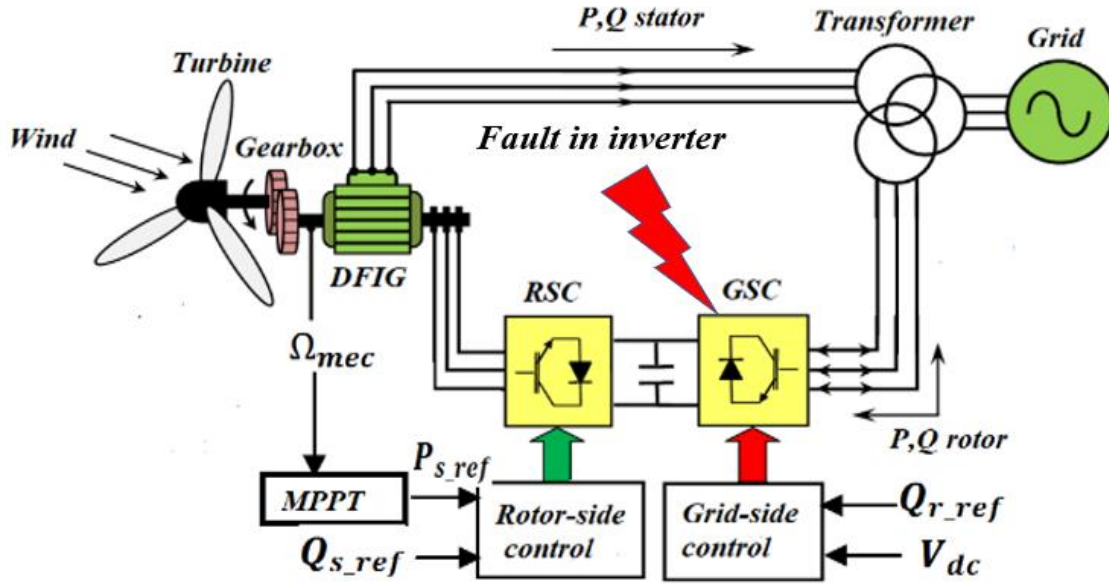 P,Q stator
Transformer
Grid
Turbine
Wind
Gearbox
Fault in inverter
DFIG
RSC
GSC
Ω_mec
P,Q rotor
P_s_ref
MPPT
Rotor-side
control
Grid-side
control
Q_r_ref
Q_s_ref
V_dc